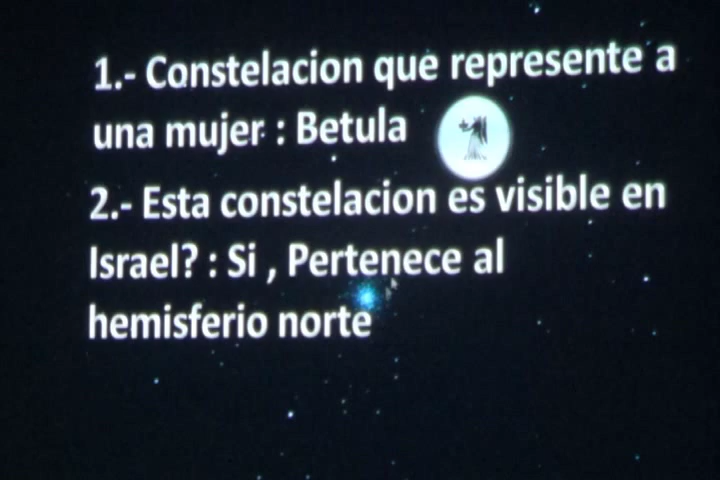 1.- Constelacion que represente a
una mujer : Betula
2.- Esta constelacion es visible en
Israel? : Si , Pertenece al
hemisferio norte